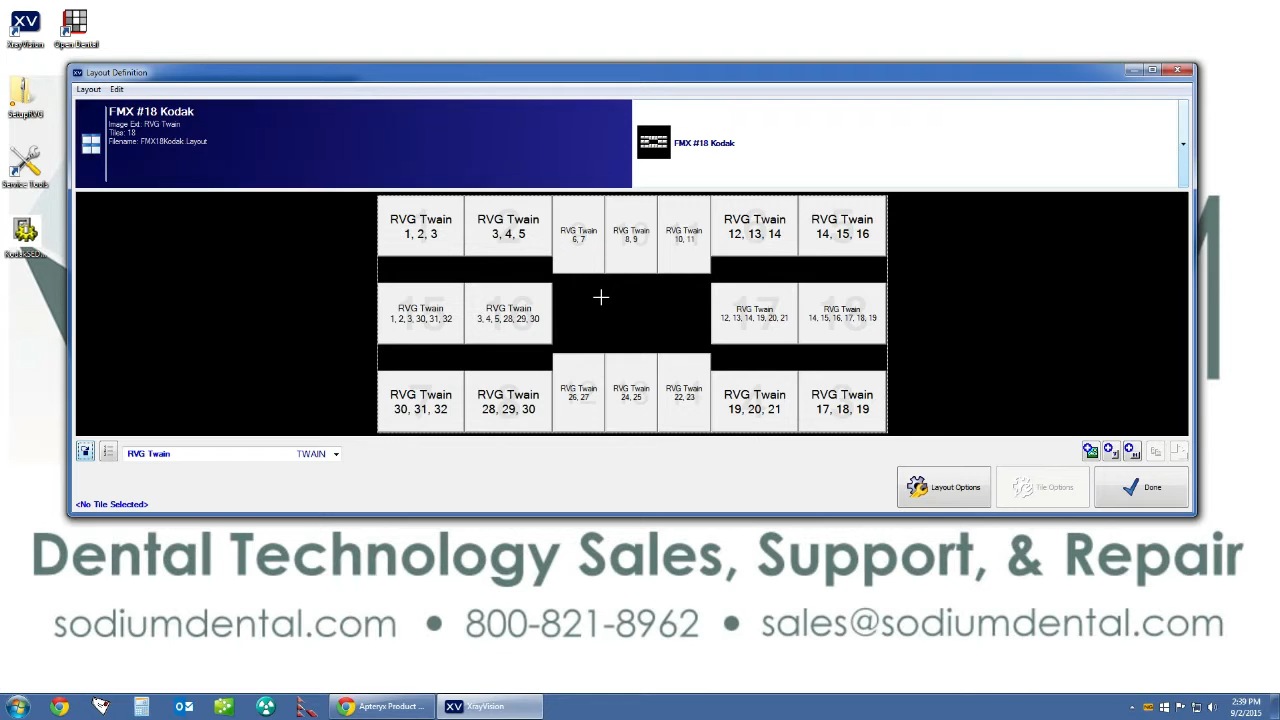 XrayVision
Open Dental
SetupRVG
Service Tools
KodakSED...
Layout Definition
Layout Edit
FMX #18 Kodak
Image Ext: RVG Twain
Tiles: 18
Filename: FMX18Kodak.Layout
FMX #18 Kodak
RVG Twain
1, 2, 3
RVG Twain
3, 4, 5
RVG Twain
6, 7
RVG Twain
8, 9
RVG Twain
10, 11
RVG Twain
12, 13, 14
RVG Twain
14, 15, 16
RVG Twain
1, 2, 3, 30, 31, 32
RVG Twain
3, 4, 5, 28, 29, 30
RVG Twain
12, 13, 14, 19, 20, 21
RVG Twain
14, 15, 16, 17, 18, 19
RVG Twain
30, 31, 32
RVG Twain
28, 29, 30
RVG Twain
26, 27
RVG Twain
24, 25
RVG Twain
22, 23
RVG Twain
19, 20, 21
RVG Twain
17, 18, 19
RVG Twain TWAIN
Layout Options
Tile Options
Done
<No Tile Selected>
Dental Technology Sales, Support, & Repair
sodiumdental.com • 800-821-8962 • sales@sodiumdental.com
Apteryx Product ...
XV XrayVision
2:39 PM
9/2/2015